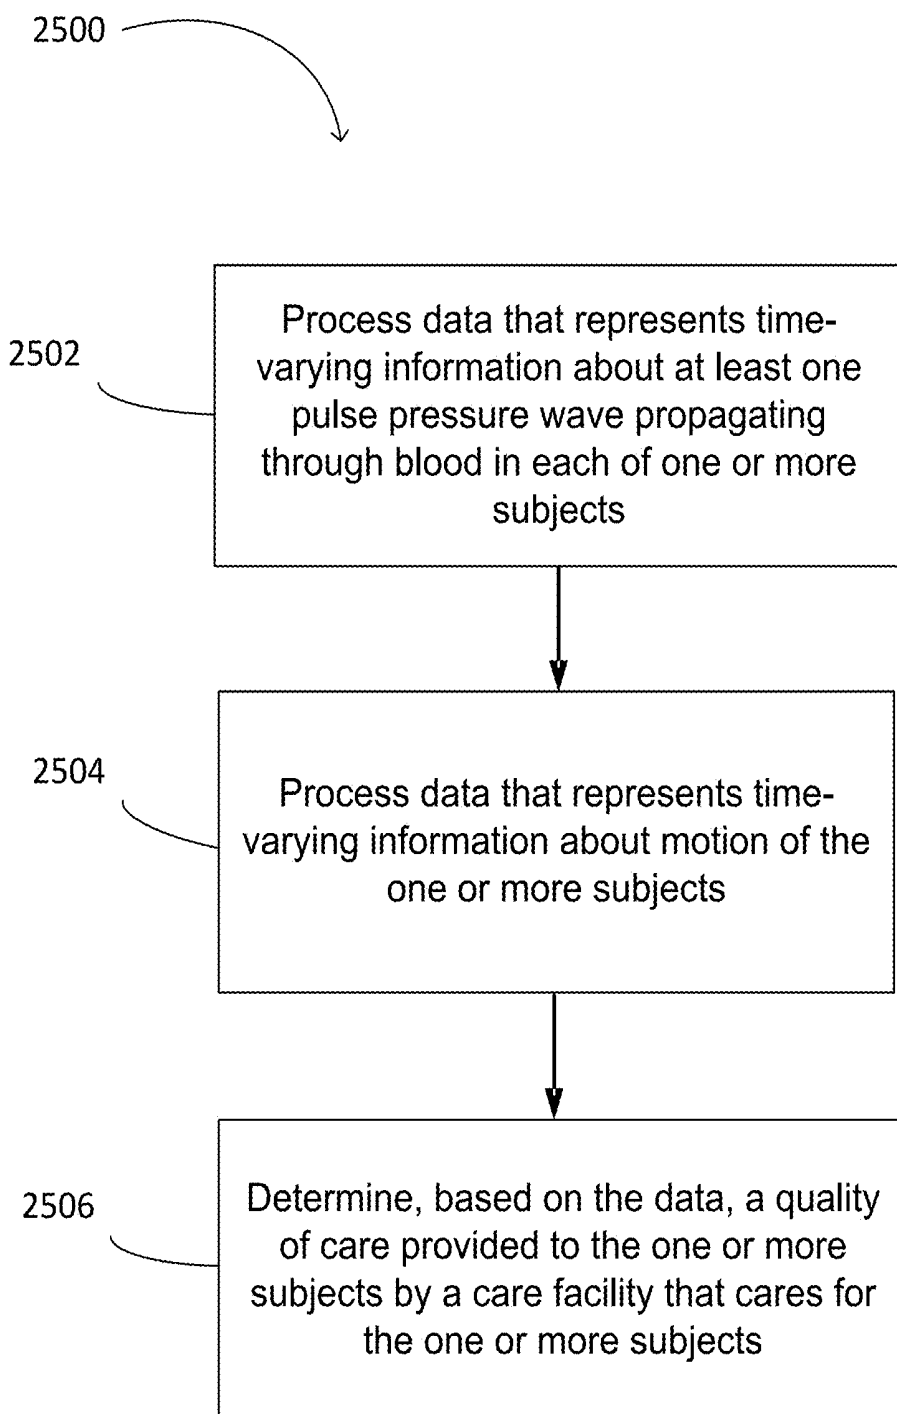 2500
2502
Process data that represents time-
varying information about at least one
pulse pressure wave propagating
through blood in each of one or more
subjects
2504
Process data that represents time-
varying information about motion of the
one or more subjects
2506
Determine, based on the data, a quality
of care provided to the one or more
subjects by a care facility that cares for
the one or more subjects